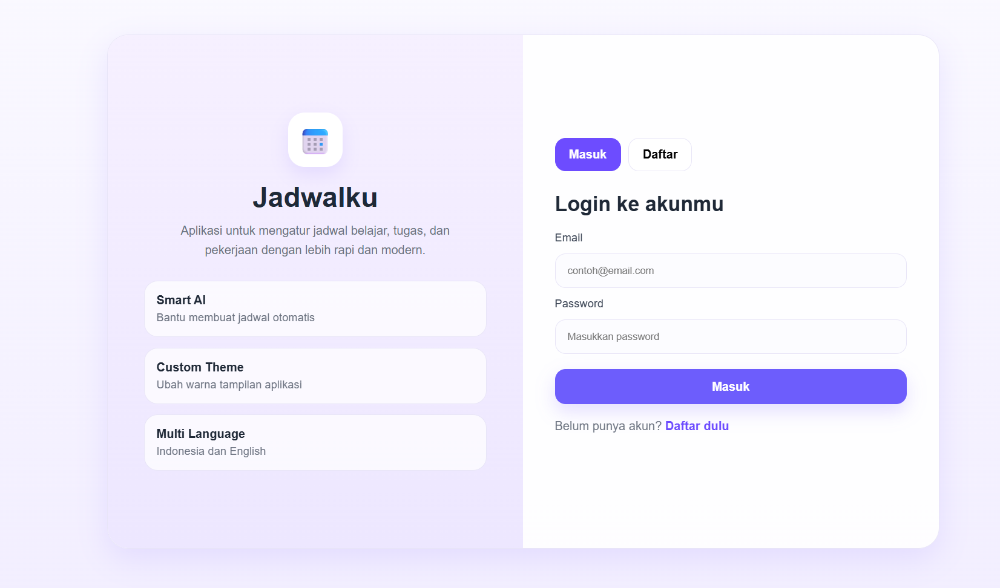 Jadwalku
Aplikasi untuk mengatur jadwal belajar, tugas, dan
pekerjaan dengan lebih rapi dan modern.
Smart AI
Bantu membuat jadwal otomatis
Custom Theme
Ubah warna tampilan aplikasi
Multi Language
Indonesia dan English
Masuk
Daftar
Login ke akunmu
Email
contoh@email.com
Password
Masukkan password
Masuk
Belum punya akun? Daftar dulu